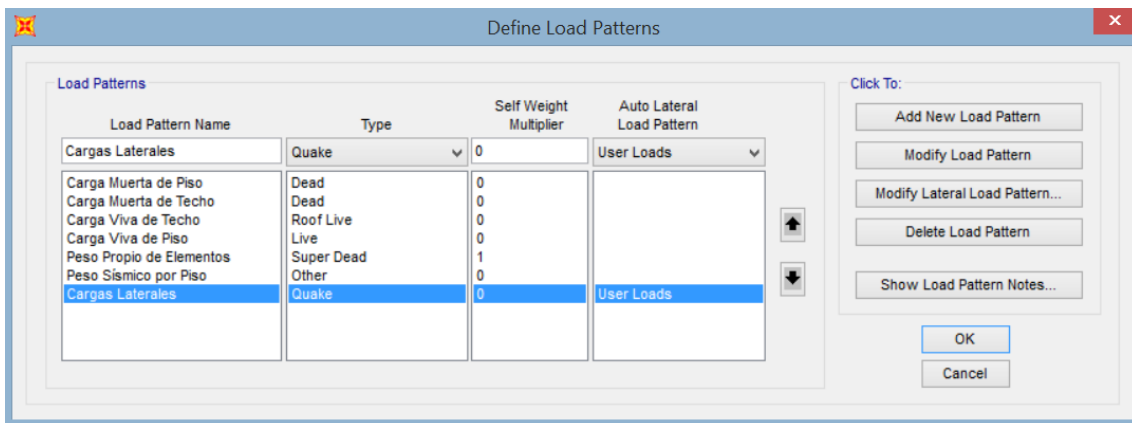 Define Load Patterns
Load Patterns
Load Pattern Name Type Self Weight Multiplier Auto Lateral Load Pattern
Cargas Laterales Quake 0 User Loads
Carga Muerta de Piso Dead 0
Carga Muerta de Techo Dead 0
Carga Viva de Techo Roof Live 0
Carga Viva de Piso Live 0
Peso Propio de Elementos Super Dead 1
Peso Sísmico por Piso Other 0
Cargas Laterales Quake 0 User Loads
Click To:
Add New Load Pattern
Modify Load Pattern
Modify Lateral Load Pattern...
Delete Load Pattern
Show Load Pattern Notes...
OK
Cancel